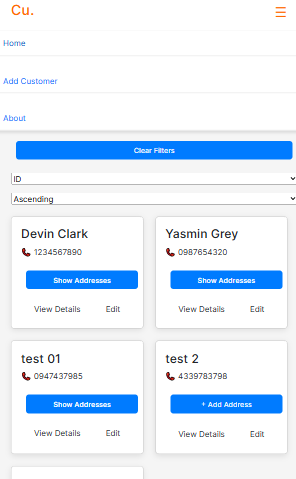 Cu.
☰
Home
Add Customer
About
Clear Filters
ID
Ascending
Devin Clark
1234567890
Show Addresses
View Details Edit
Yasmin Grey
0987654320
Show Addresses
View Details Edit
test 01
0947437985
Show Addresses
View Details Edit
test 2
4339783798
+ Add Address
View Details Edit